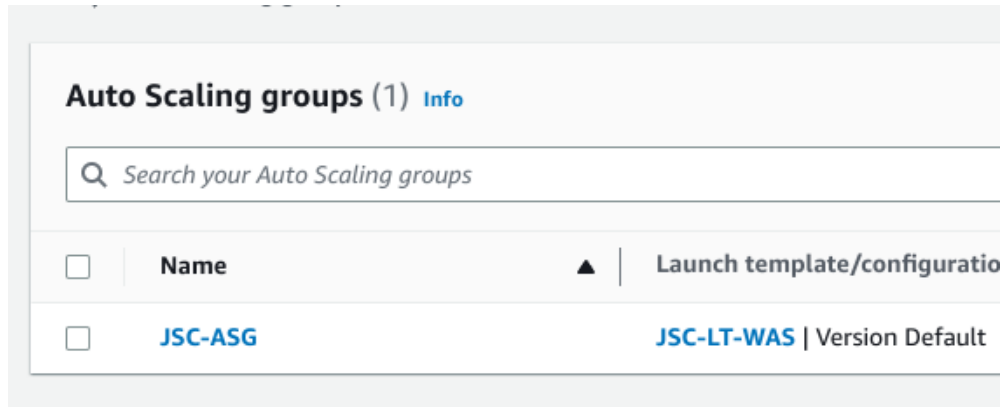 Auto Scaling groups (1) Info
Search your Auto Scaling groups
Name ▲ Launch template/configuratio
JSC-ASG JSC-LT-WAS | Version Default